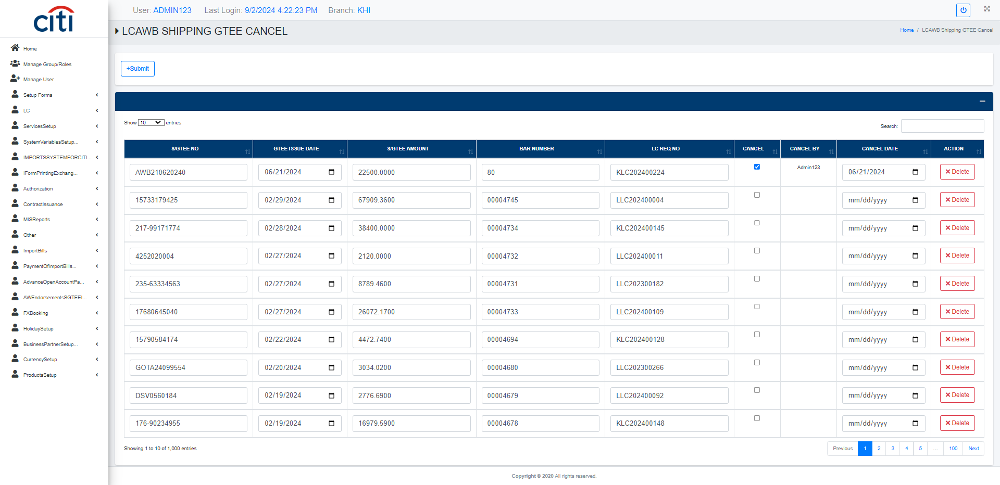 citi
User: ADMIN123 Last Login: 9/2/2024 4:22:23 PM Branch: KHI
LCAWB SHIPPING GTEE CANCEL
Home / LCAWB Shipping GTEE Cancel
Home
Manage Group/Roles
Manage User
Setup Forms
LC
ServicesSetup
SystemVariablesSetup...
IMPORTSSYSTEMFORCITI...
IFormPrintingExchang...
Authorization
ContractIssuance
MISReports
Other
ImportBills
PaymentOfImportBills...
AdvanceOpenAccountPa...
AWEndorsementsSGTEEI...
FXBooking
HolidaySetup
BusinessPartnerSetup...
CurrencySetup
ProductsSetup
+Submit
Show 10 entries
Search:
S/GTEE NO GTEE ISSUE DATE S/GTEE AMOUNT BAR NUMBER LC REQ NO CANCEL CANCEL BY CANCEL DATE ACTION
AWB210620240 06/21/2024 22500.0000 80 KLC202400224 Admin123 06/21/2024 Delete
15733179425 02/29/2024 67909.3600 00004745 LLC202400004 mm/dd/yyyy Delete
217-99171774 02/28/2024 38400.0000 00004734 KLC202400145 mm/dd/yyyy Delete
4252020004 02/27/2024 2120.0000 00004732 LLC202400011 mm/dd/yyyy Delete
235-63334563 02/27/2024 8789.4600 00004731 LLC202300182 mm/dd/yyyy Delete
17680645040 02/27/2024 26072.1700 00004733 LLC202400109 mm/dd/yyyy Delete
15790584174 02/22/2024 4472.7400 00004694 KLC202400128 mm/dd/yyyy Delete
GOTA24099554 02/20/2024 3034.0200 00004680 LLC202300266 mm/dd/yyyy Delete
DSV0560184 02/19/2024 2776.6900 00004679 LLC202400092 mm/dd/yyyy Delete
176-90234955 02/19/2024 16979.5900 00004678 KLC202400148 mm/dd/yyyy Delete
Showing 1 to 10 of 1,000 entries
Previous 1 2 3 4 5 ... 100 Next
Copyright © 2020 All rights reserved.